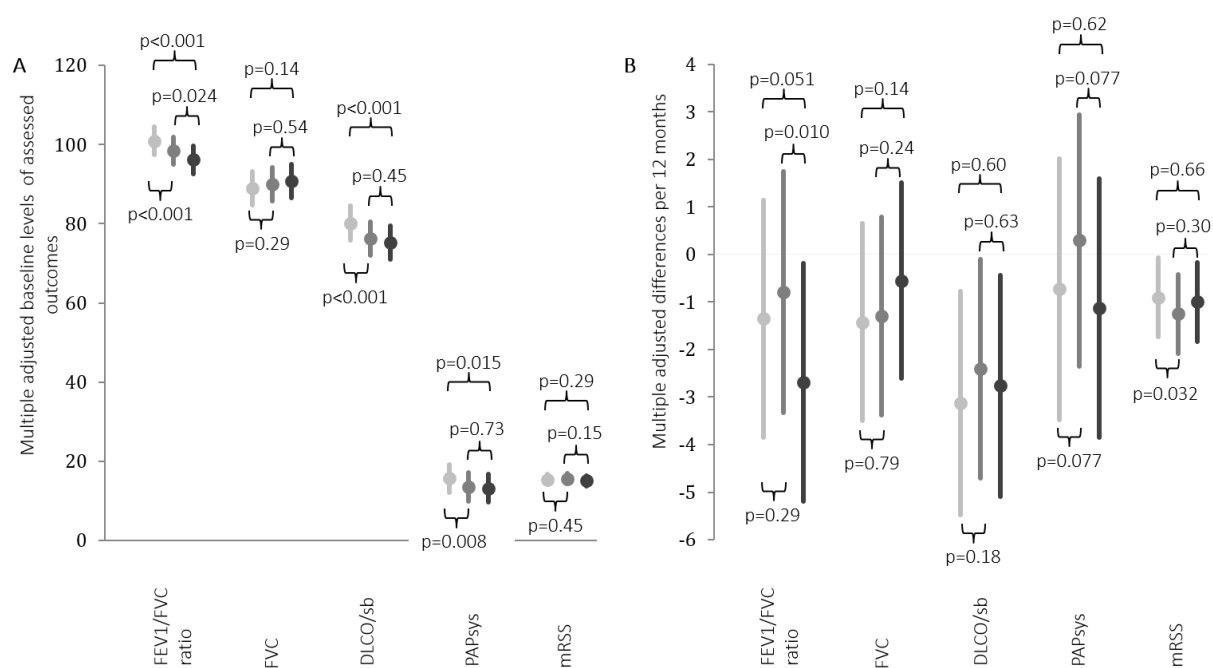 A
Multiple adjusted baseline levels of assessed
outcomes
120
100
80
60
40
20
0
p<0.001
p=0.024
p<0.001
p=0.14
p=0.54
p=0.29
p<0.001
p=0.45
p<0.001
p=0.015
p=0.73
p=0.008
p=0.29
p=0.15
p=0.45
FEV1/FVC
ratio
FVC
DLCO/sb
PAPsys
mRSS
B
Multiple adjusted differences per 12 months
4
3
2
1
0
-1
-2
-3
-4
-5
-6
p=0.051
p=0.010
p=0.29
p=0.14
p=0.24
p=0.79
p=0.60
p=0.63
p=0.18
p=0.62
p=0.077
p=0.077
p=0.66
p=0.30
p=0.032
FEV1/FVC
ratio
FVC
DLCO/sb
PAPsys
mRSS